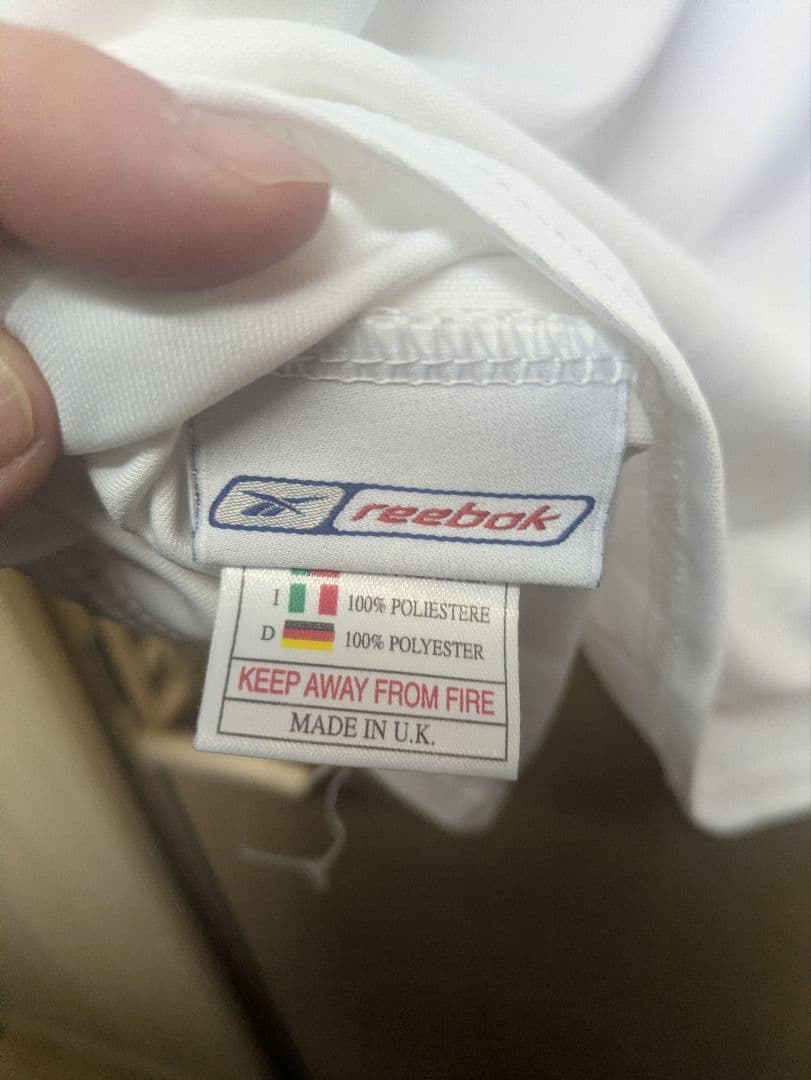 reebok
I 100% POLIESTERE
D 100% POLYESTER
KEEP AWAY FROM FIRE
MADE IN U.K.